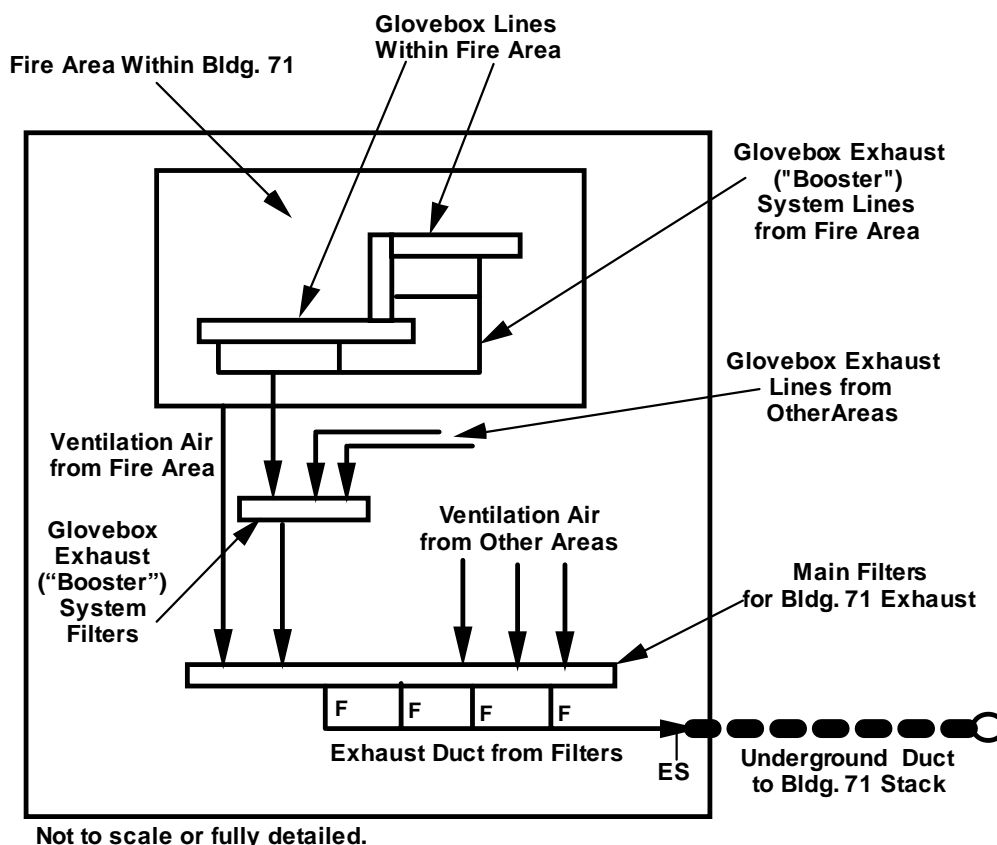 Glovebox Lines
Within Fire Area
Fire Area Within Bldg. 71
Glovebox Exhaust
("Booster")
System Lines
from Fire Area
Glovebox Exhaust
Lines from
OtherAreas
Ventilation Air
from Fire Area
Glovebox
Exhaust
(“Booster”)
System
Filters
Ventilation Air
from Other Areas
Main Filters
for Bldg. 71 Exhaust
F
F
F
F
Exhaust Duct from Filters
ES
Underground Duct
to Bldg. 71 Stack
Not to scale or fully detailed.